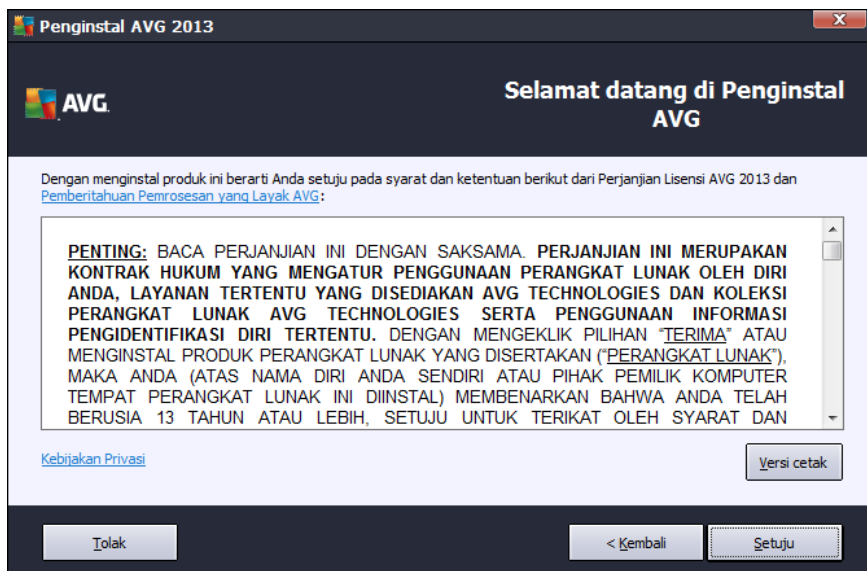 Penginstal AVG 2013
AVG.
Selamat datang di Penginstal
AVG
Dengan menginstal produk ini berarti Anda setuju pada syarat dan ketentuan berikut dari Perjanjian Lisensi AVG 2013 dan
Pemberitahuan Pemrosesan yang Layak AVG:
PENTING: BACA PERJANJIAN INI DENGAN SAKSAMA. PERJANJIAN INI MERUPAKAN
KONTRAK HUKUM YANG MENGATUR PENGGUNAAN PERANGKAT LUNAK OLEH DIRI
ANDA, LAYANAN TERTENTU YANG DISEDIAKAN AVG TECHNOLOGIES DAN KOLEKSI
PERANGKAT LUNAK AVG TECHNOLOGIES SERTA PENGGUNAAN INFORMASI
PENGIDENTIFIKASI DIRI TERTENTU. DENGAN MENGEKLIK PILIHAN “TERIMA” ATAU
MENGINSTAL PRODUK PERANGKAT LUNAK YANG DISERTAKAN (“PERANGKAT LUNAK”),
MAKA ANDA (ATAS NAMA DIRI ANDA SENDIRI ATAU PIHAK PEMILIK KOMPUTER
TEMPAT PERANGKAT LUNAK INI DIINSTAL) MEMBENARKAN BAHWA ANDA TELAH
BERUSIA 13 TAHUN ATAU LEBIH, SETUJU UNTUK TERIKAT OLEH SYARAT DAN
Kebijakan Privasi
Versi cetak
Tolak
< Kembali
Setuju